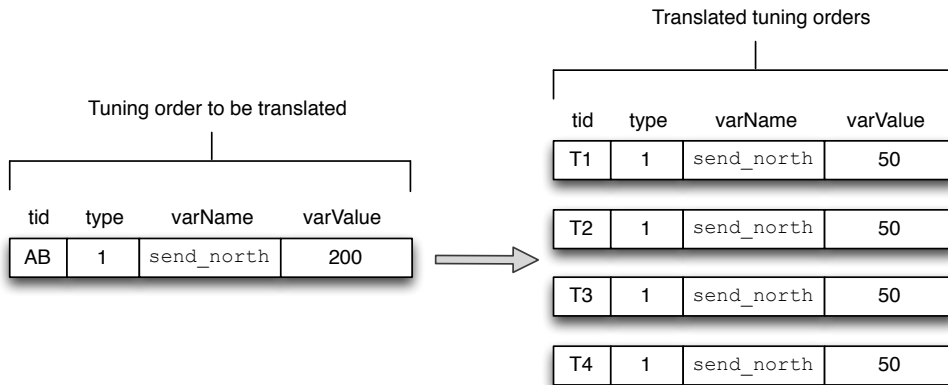 Translated tuning orders
Tuning order to be translated
tid type varName varValue
AB 1 send_north 200
tid type varName varValue
T1 1 send_north 50
T2 1 send_north 50
T3 1 send_north 50
T4 1 send_north 50